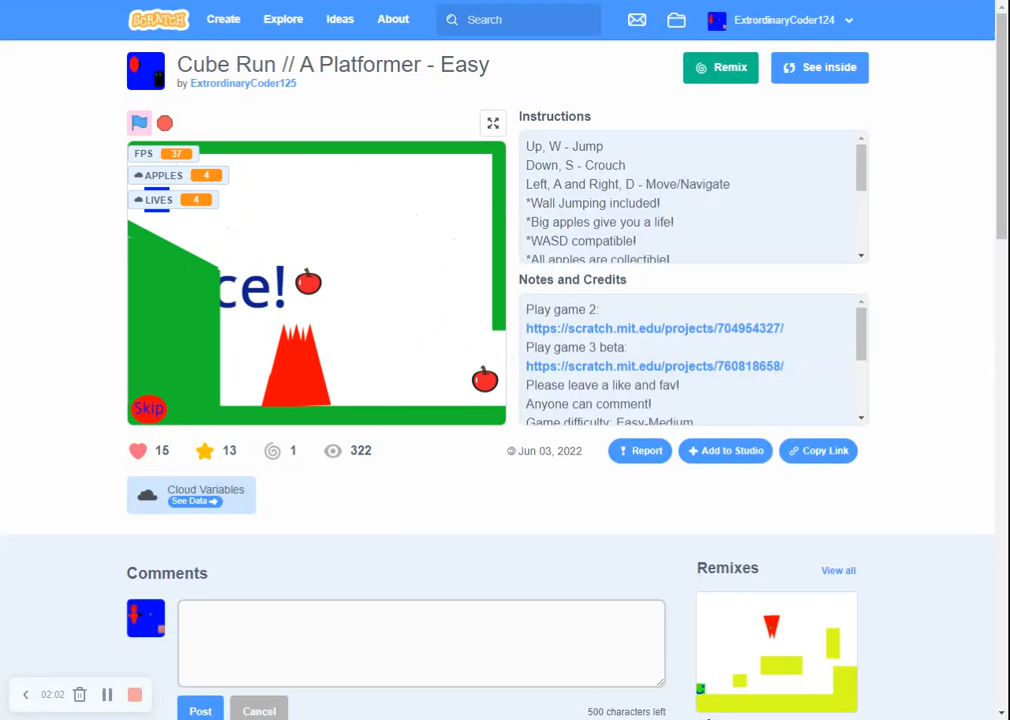 SCRATCH
Create
Explore
Ideas
About
Search
ExtrordinaryCoder124
Cube Run // A Platformer - Easy
by ExtrordinaryCoder125
Remix
See inside
FPS 37
APPLES 4
LIVES 4
ce!
Skip
Instructions
Up, W - Jump
Down, S - Crouch
Left, A and Right, D - Move/Navigate
*Wall Jumping included!
*Big apples give you a life!
*WASD compatible!
*All apples are collectible!
Notes and Credits
Play game 2:
https://scratch.mit.edu/projects/704954327/
Play game 3 beta:
https://scratch.mit.edu/projects/760818658/
Please leave a like and fav!
Anyone can comment!
Game difficulty: Easy-Medium
15
13
1
322
© Jun 03, 2022
Report
Add to Studio
Copy Link
Cloud Variables
See Data
Comments
Remixes
View all
02:02
Post
Cancel
500 characters left